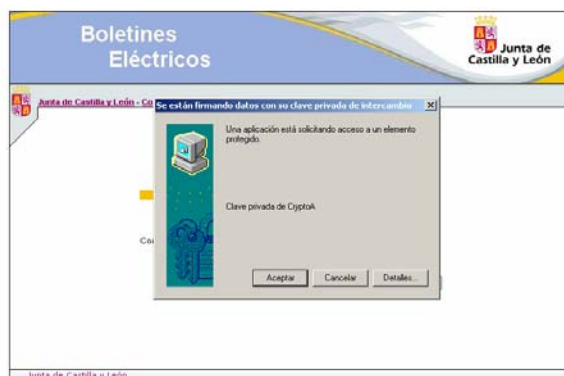 Boletines
Eléctricos
Junta de
Castilla y León
Junta de Castilla y León - Co
Se están firmando datos con su clave privada de intercambio
Una aplicación está solicitando acceso a un elemento
protegido.
Clave privada de CryptoA
Co
Aceptar
Cancelar
Detalles...
Junta de Castilla y León